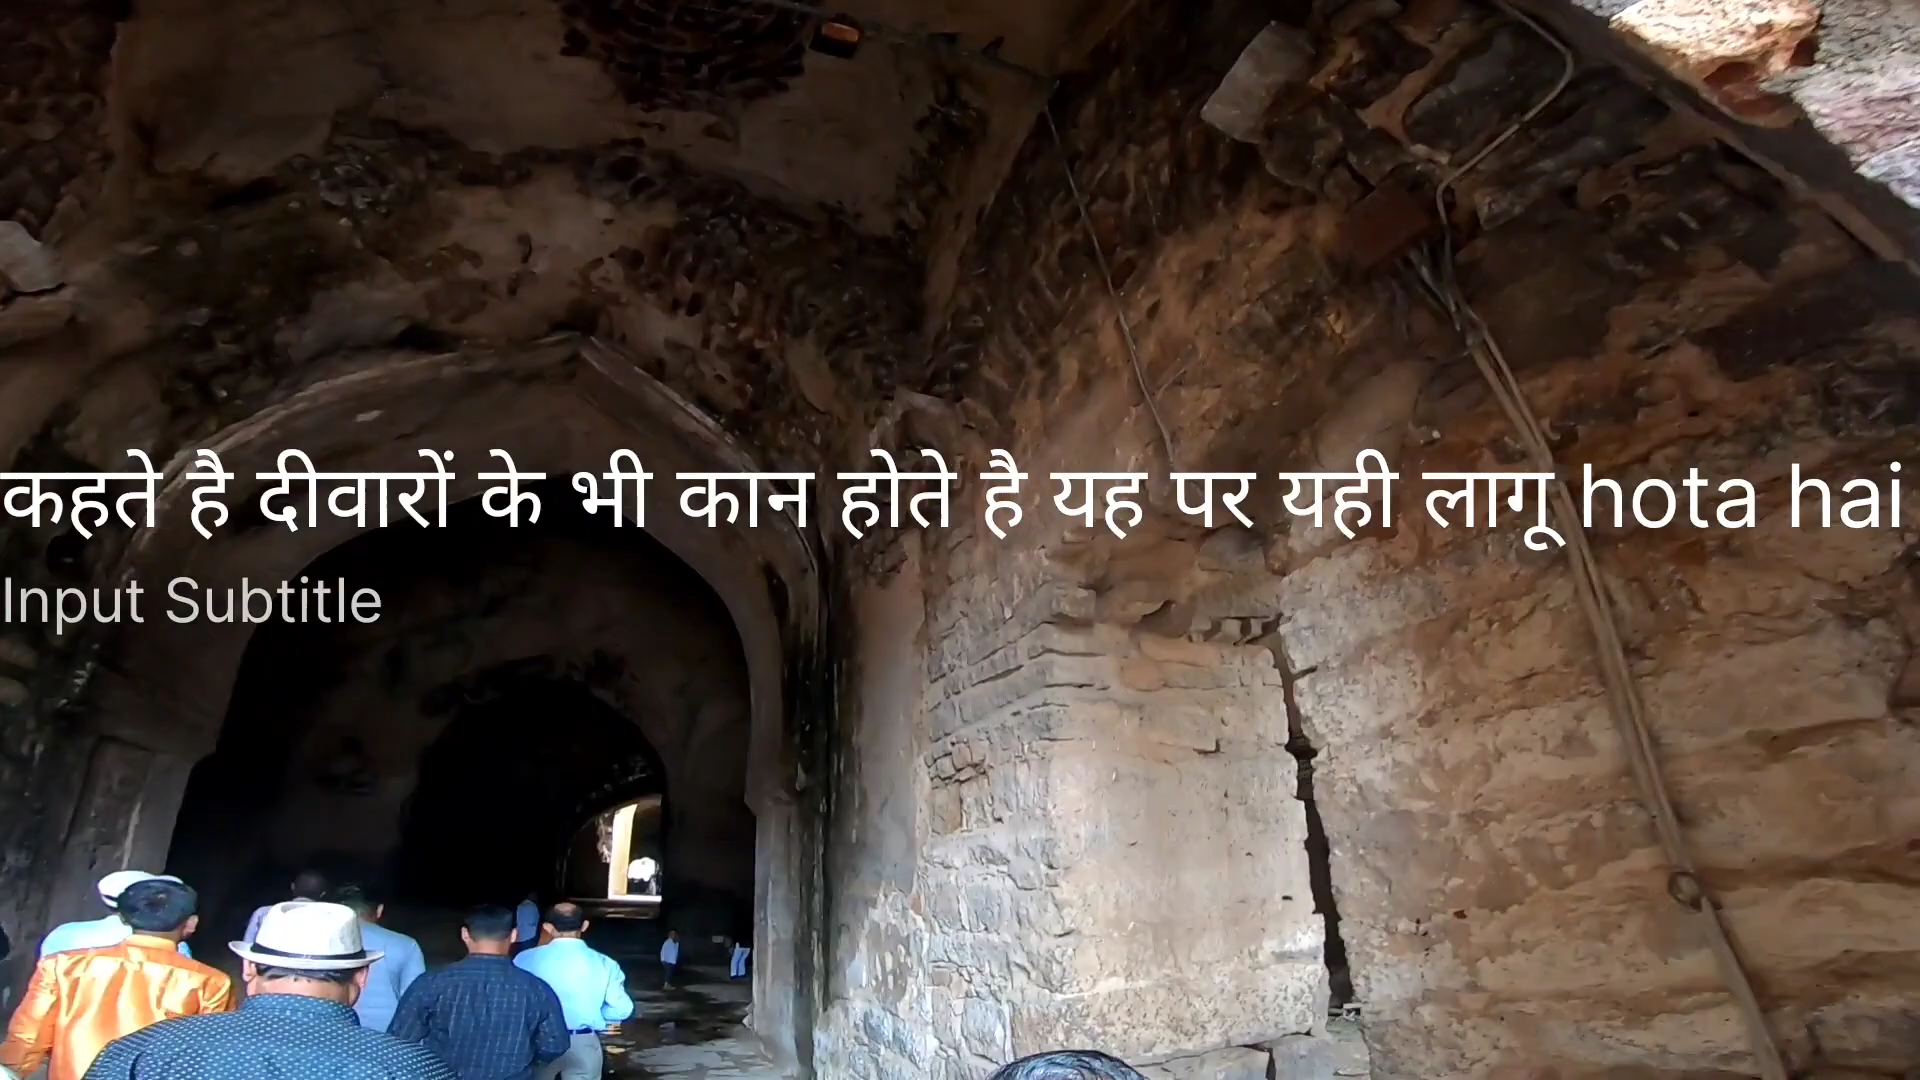 कहते है दीवारों के भी कान होते है यह पर यही लागू hota hai
Input Subtitle